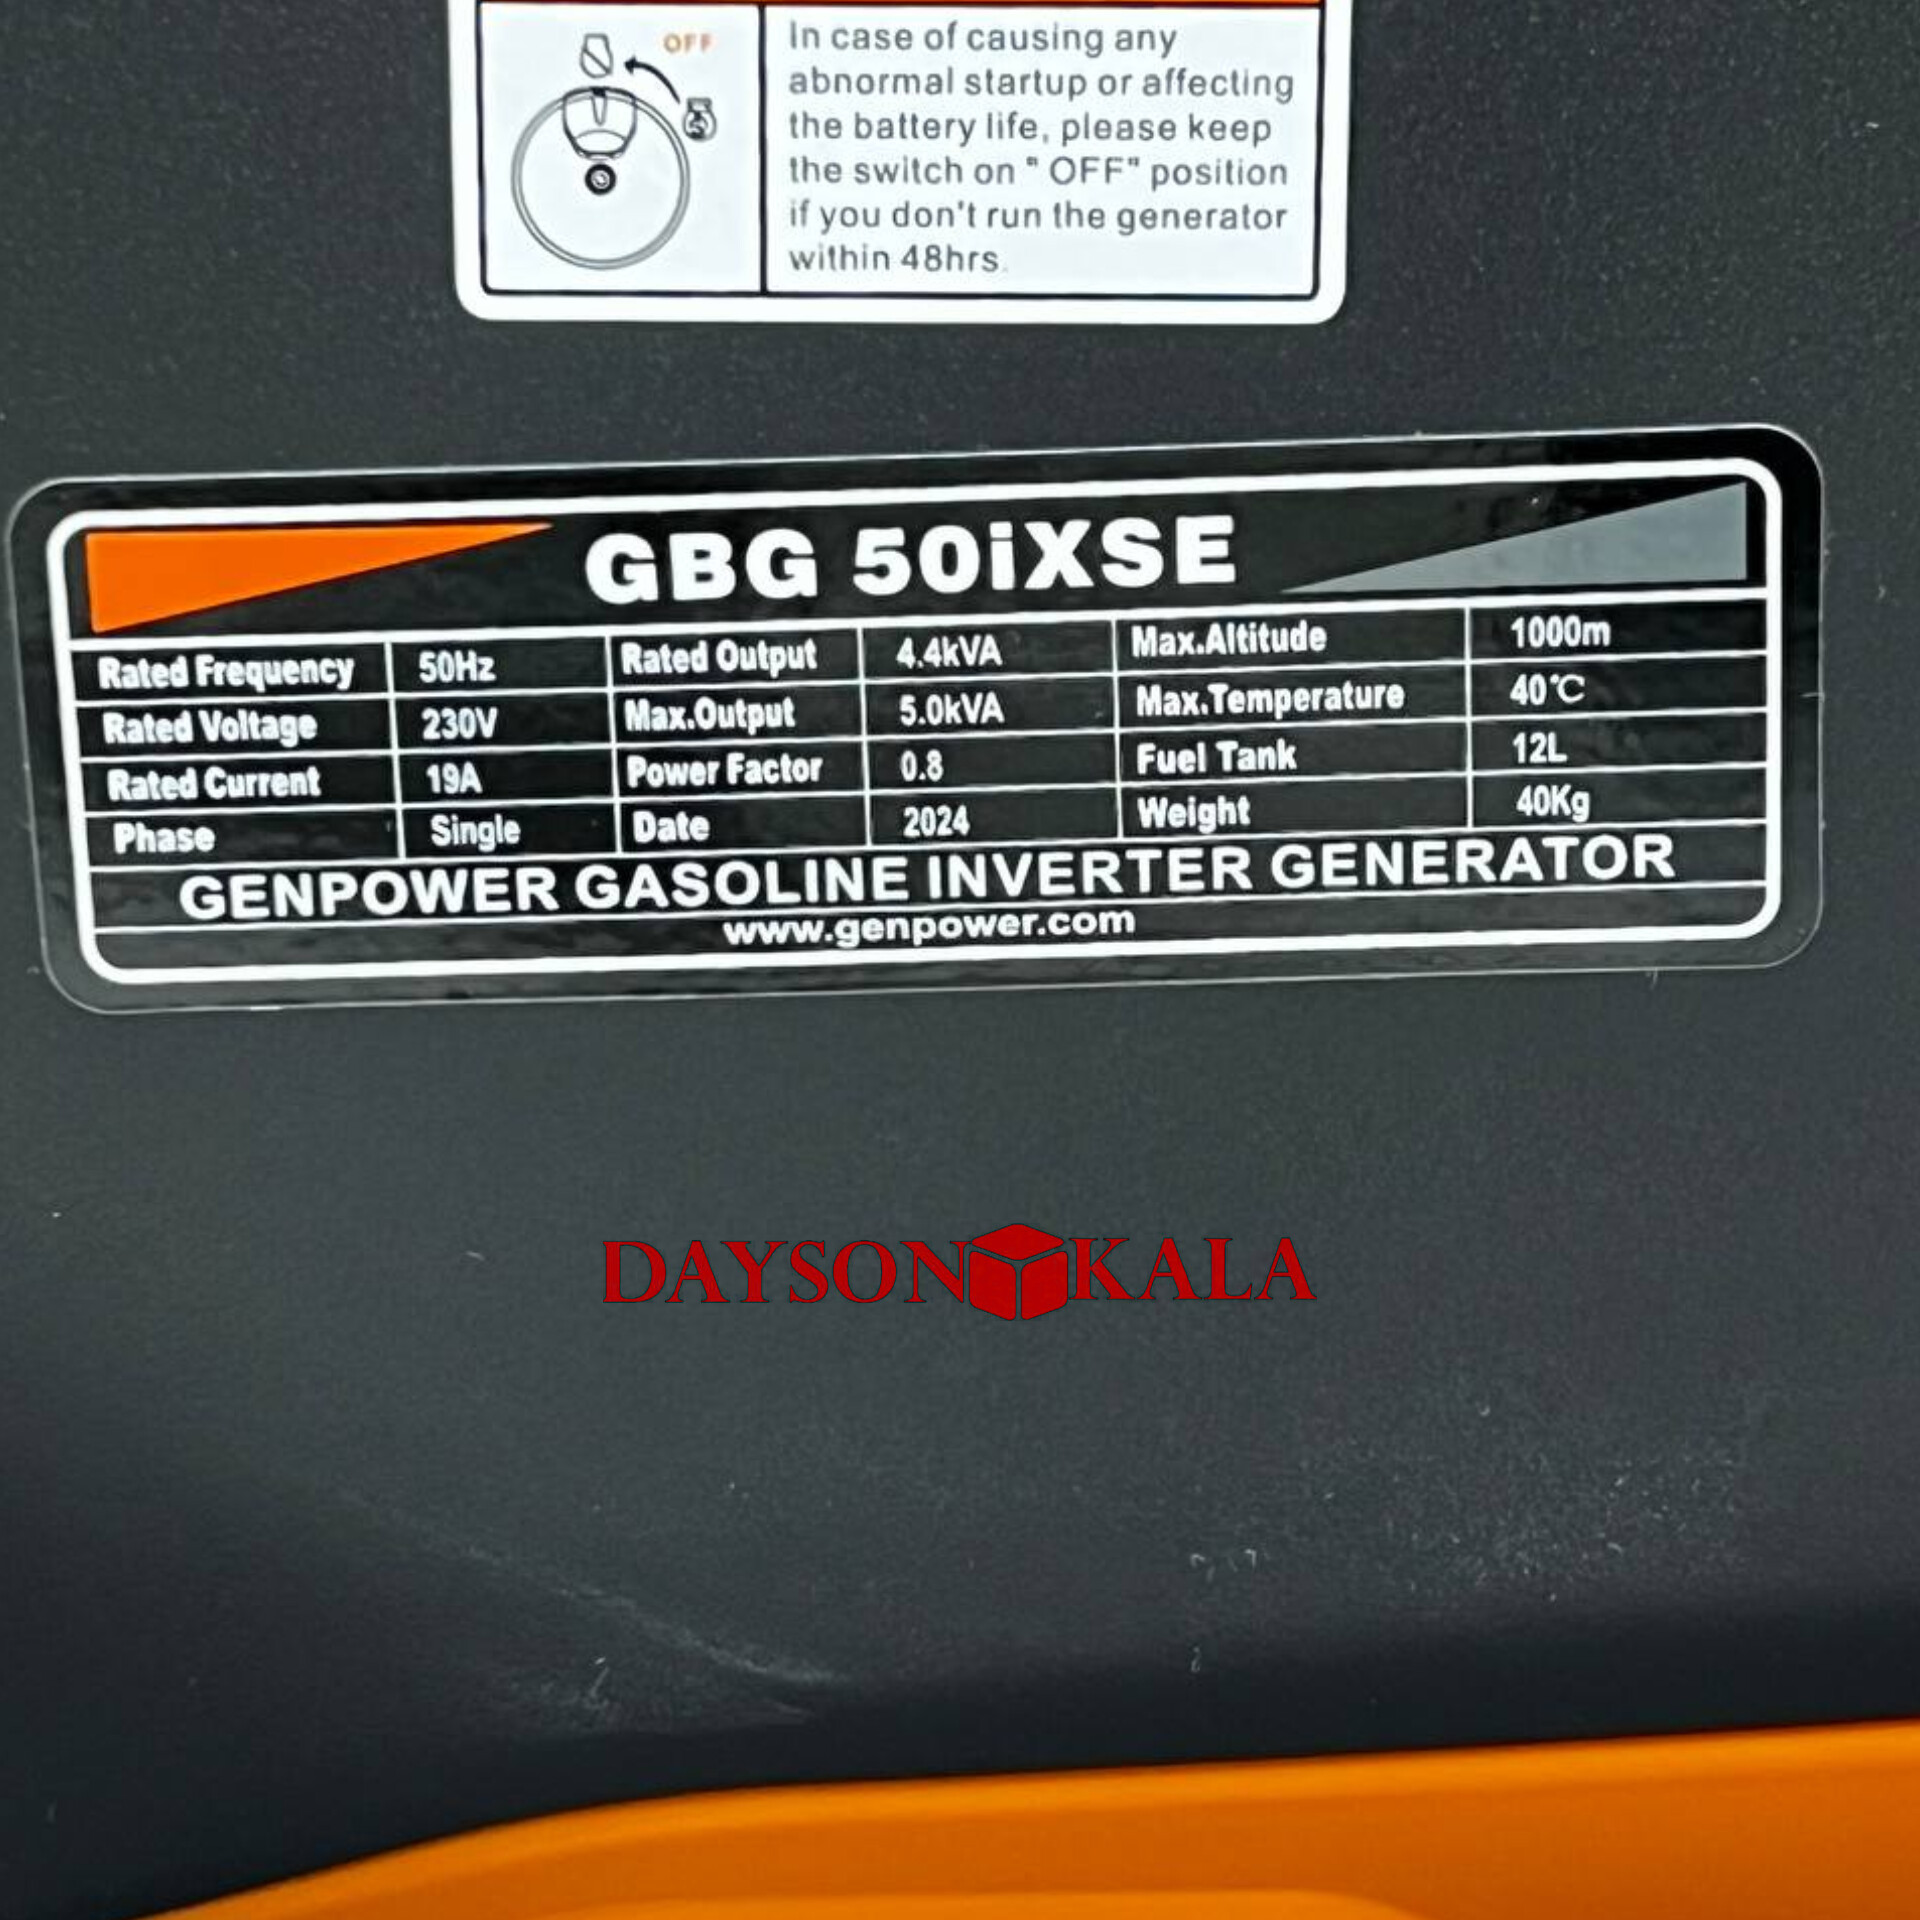 OFF
In case of causing any
abnormal startup or affecting
the battery life, please keep
the switch on " OFF" position
if you don't run the generator
within 48hrs.
GBG 50iXSE
Rated Frequency 50Hz Rated Output 4.4kVA Max.Altitude 1000m
Rated Voltage 230V Max.Output 5.0kVA Max.Temperature 40℃
Rated Current 19A Power Factor 0.8 Fuel Tank 12L
Phase Single Date 2024 Weight 40Kg
GENPOWER GASOLINE INVERTER GENERATOR
www.genpower.com
DAYSON KALA